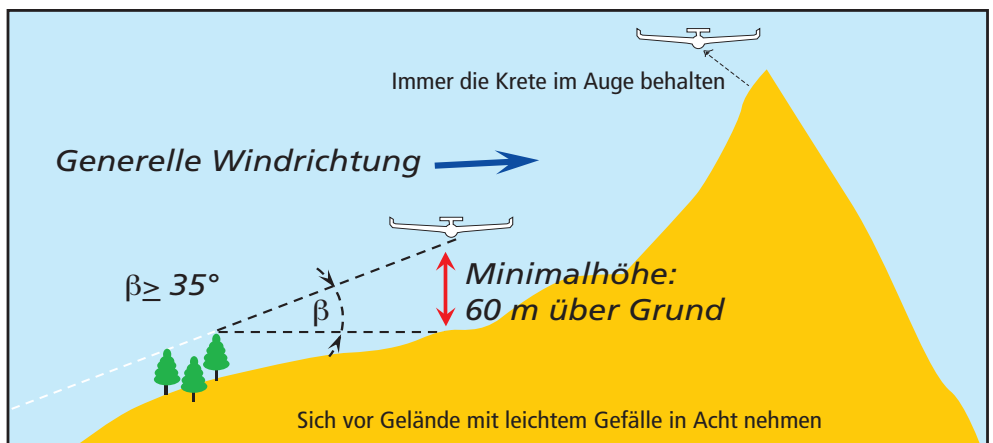 Immer die Krete im Auge behalten
Generelle Windrichtung
β≥ 35°
β
Minimalhöhe:
60 m über Grund
Sich vor Gelände mit leichtem Gefälle in Acht nehmen